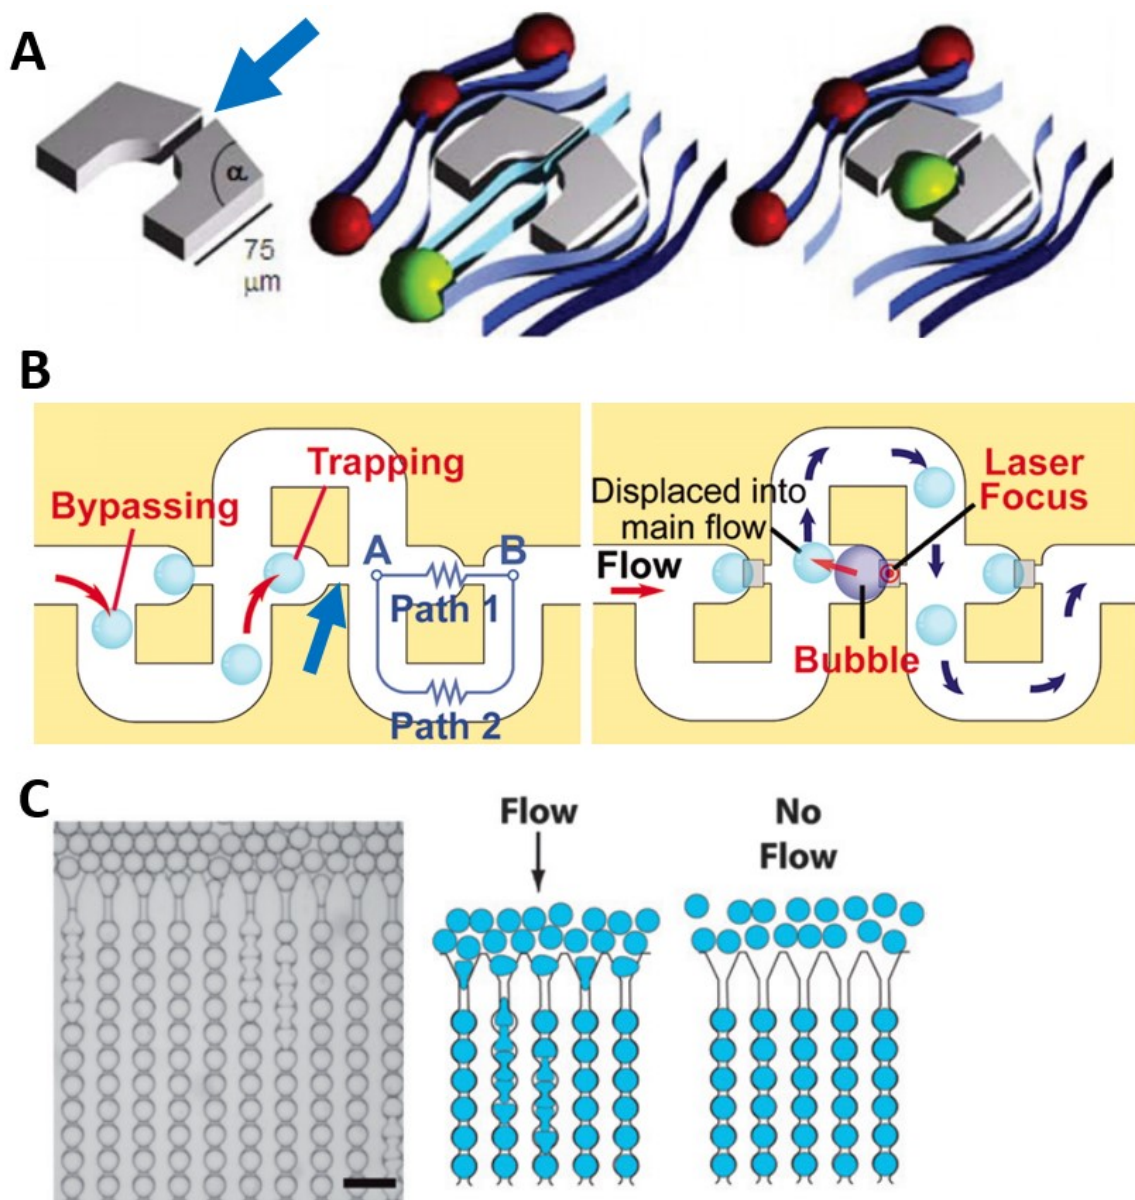 A
α
75
μm
B
Bypassing
Trapping
A
B
Path 1
Path 2
Displaced into
main flow
Flow
Laser
Focus
Bubble
C
Flow
No
Flow